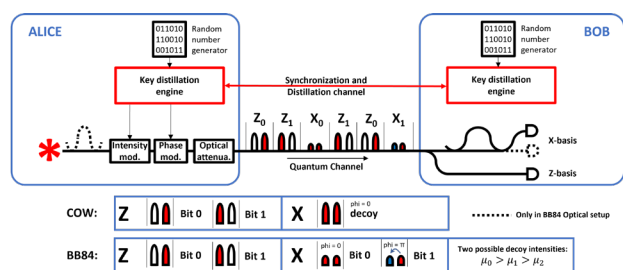 ALICE
BOB
011010
110010
001011
Random
number
generator
011010
110010
001011
Random
number
generator
Key distillation
engine
Synchronization and
Distillation channel
Key distillation
engine
Z₀ Z₁ X₀ Z₁ Z₀ X₁
Intensity
mod.
Phase
mod.
Optical
attenua.
Quantum Channel
X-basis
Z-basis
COW: Z Bit 0 Bit 1 X phi = 0
decoy
Only in BB84 Optical setup
BB84: Z Bit 0 Bit 1 X phi = 0 Bit 0 phi = π Bit 1
Two possible decoy intensities:
μ₀ > μ₁ > μ₂